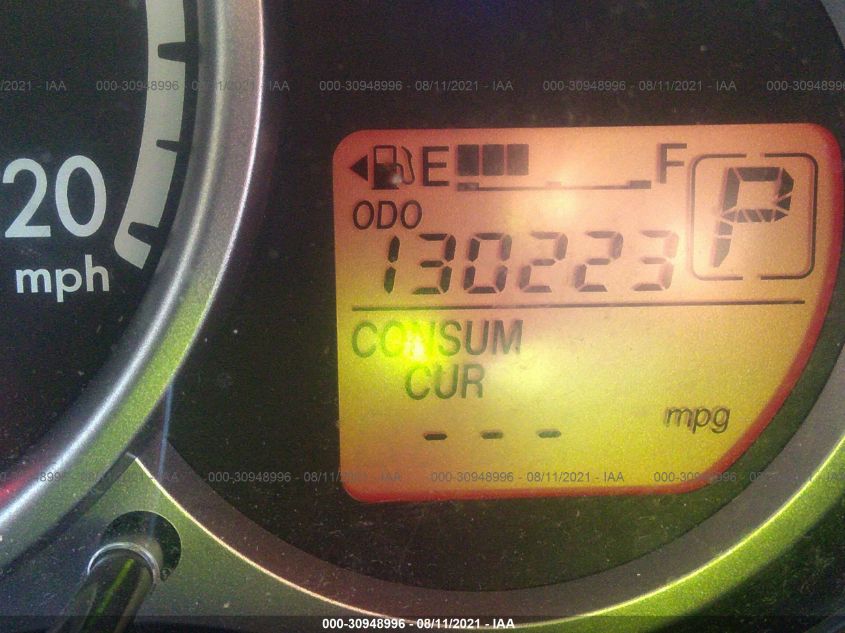 000-30948996 - 08/11/2021 - IAA
E F
P
ODO
130223
20
mph
CONSUM
CUR
mpg
- - -
000-30948996 - 08/11/2021 - IAA
000-30948996 - 08/11/2021 - IAA